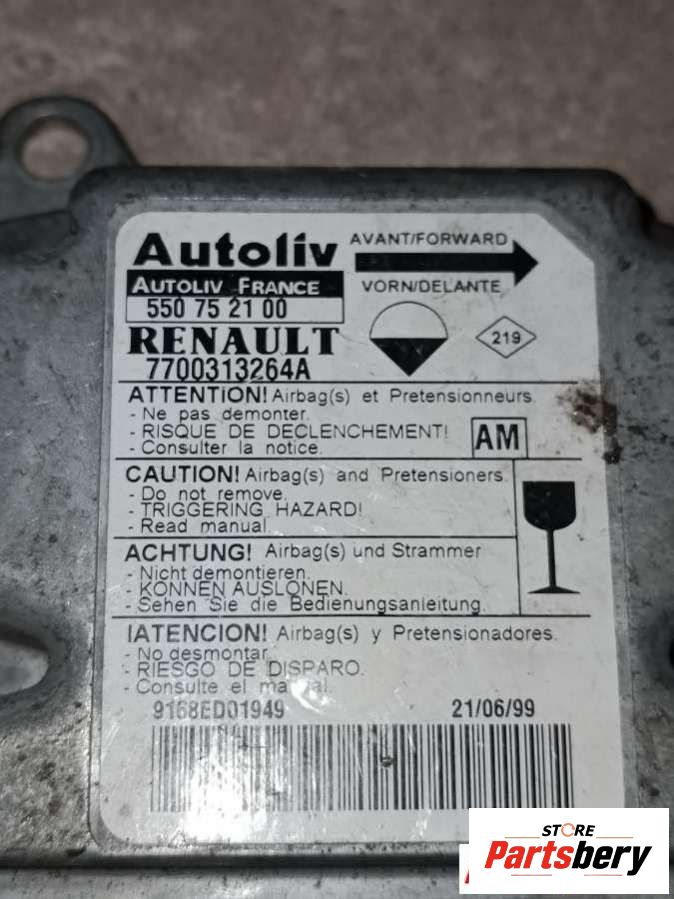 Autoliv
AVANT/FORWARD
AUTOLIV FRANCE
VORN/DELANTE
550 75 21 00
RENAULT
219
7700313264A
ATTENTION! Airbag(s) et Pretensionneurs
- Ne pas demonter.
- RISQUE DE DECLENCHEMENT!
- Consulter la notice.
AM
CAUTION! Airbag(s) and Pretensioners.
- Do not remove.
- TRIGGERING HAZARD!
- Read manual.
ACHTUNG! Airbag(s) und Strammer
- Nicht demontieren.
- KONNEN AUSLONEN.
- Sehen Sie die Bedienungsanleitung.
IATENCION! Airbag(s) y Pretensionadores.
- No desmontar.
- RIESGO DE DISPARO.
- Consulte el manual.
9168ED01949 21/06/99
STORE
Partsbery